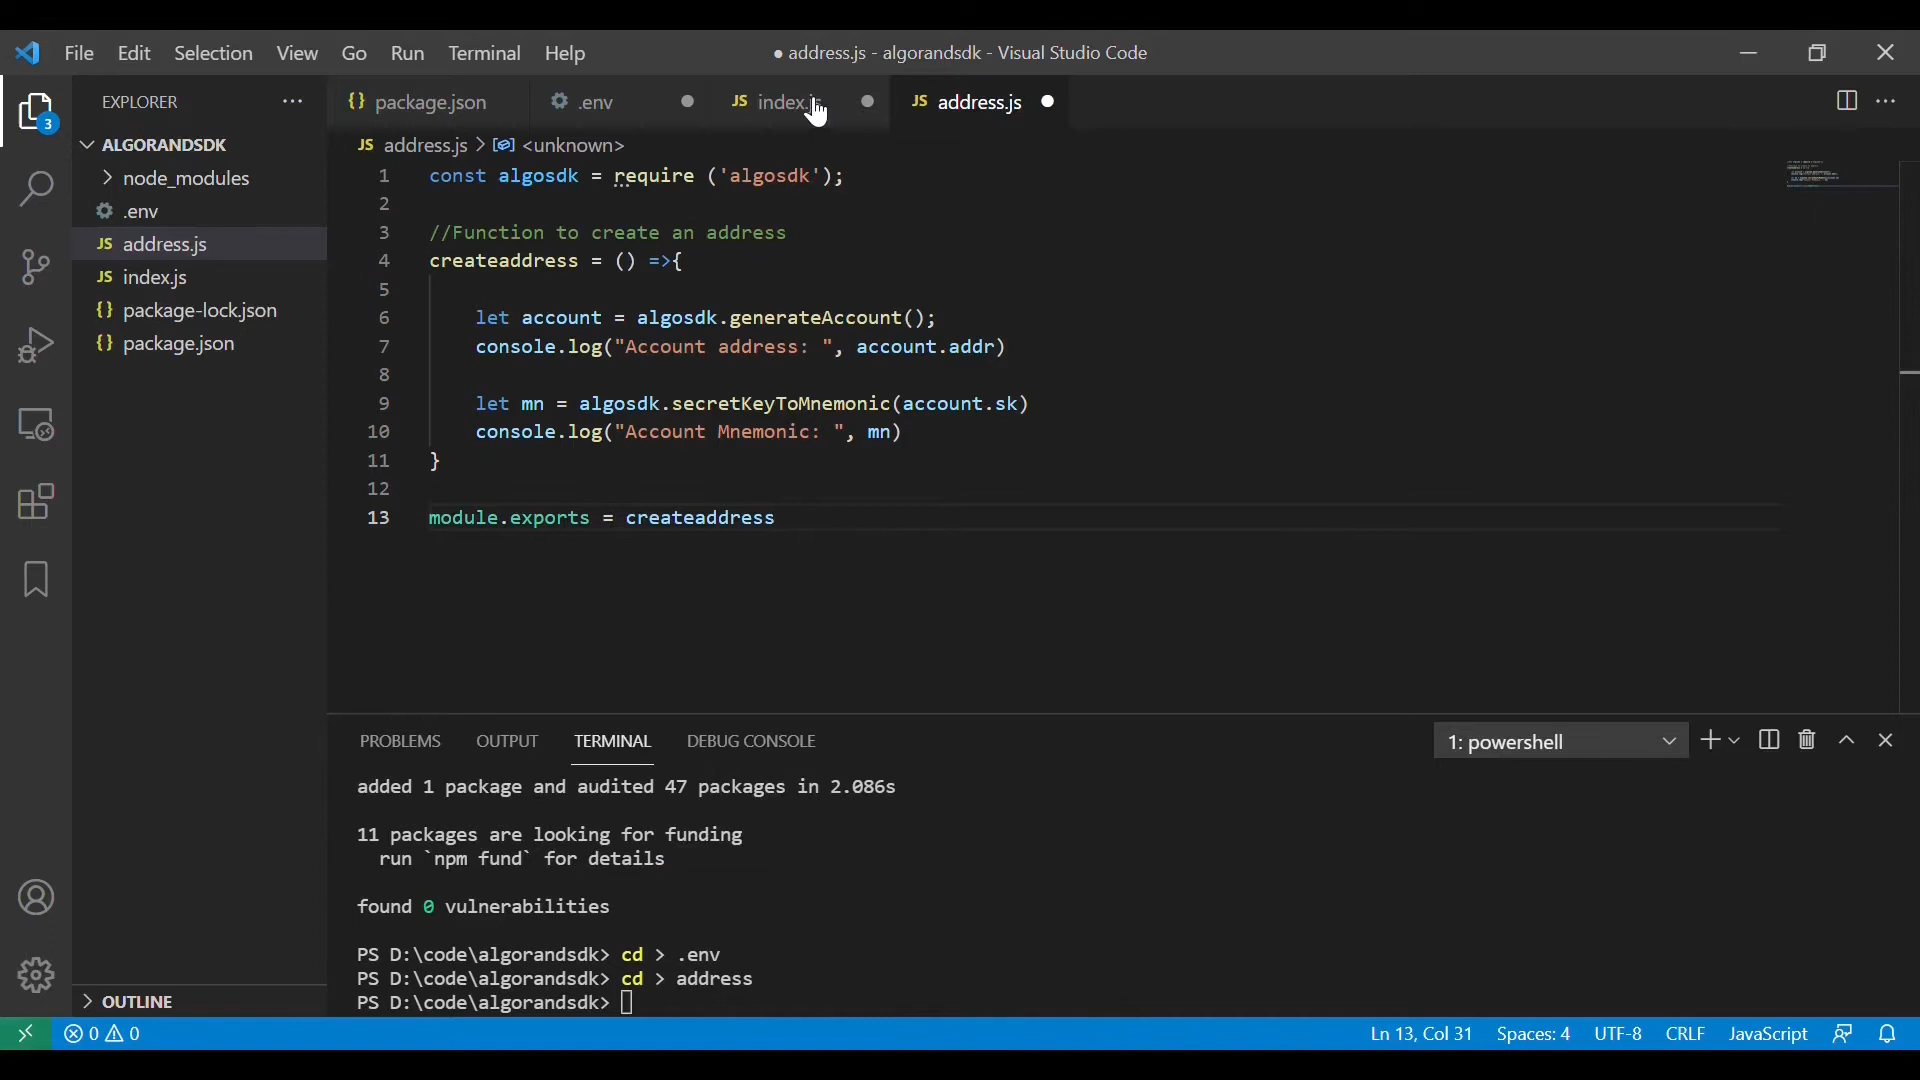 File Edit Selection View Go Run Terminal Help
● address.js - algorandsdk - Visual Studio Code
EXPLORER
{} package.json
.env
JS index.js
JS address.js
3
ALGORANDSDK
node_modules
.env
JS address.js
JS index.js
{} package-lock.json
{} package.json
JS address.js > <unknown>
1 const algosdk = require ('algosdk');
2
3 //Function to create an address
4 createaddress = () =>{
5
6 let account = algosdk.generateAccount();
7 console.log("Account address: ", account.addr)
8
9 let mn = algosdk.secretKeyToMnemonic(account.sk)
10 console.log("Account Mnemonic: ", mn)
11 }
12
13 module.exports = createaddress
PROBLEMS OUTPUT TERMINAL DEBUG CONSOLE
1: powershell
added 1 package and audited 47 packages in 2.086s
11 packages are looking for funding
run `npm fund` for details
found 0 vulnerabilities
PS D:\code\algorandsdk> cd > .env
PS D:\code\algorandsdk> cd > address
PS D:\code\algorandsdk>
OUTLINE
0 0
Ln 13, Col 31 Spaces: 4 UTF-8 CRLF JavaScript